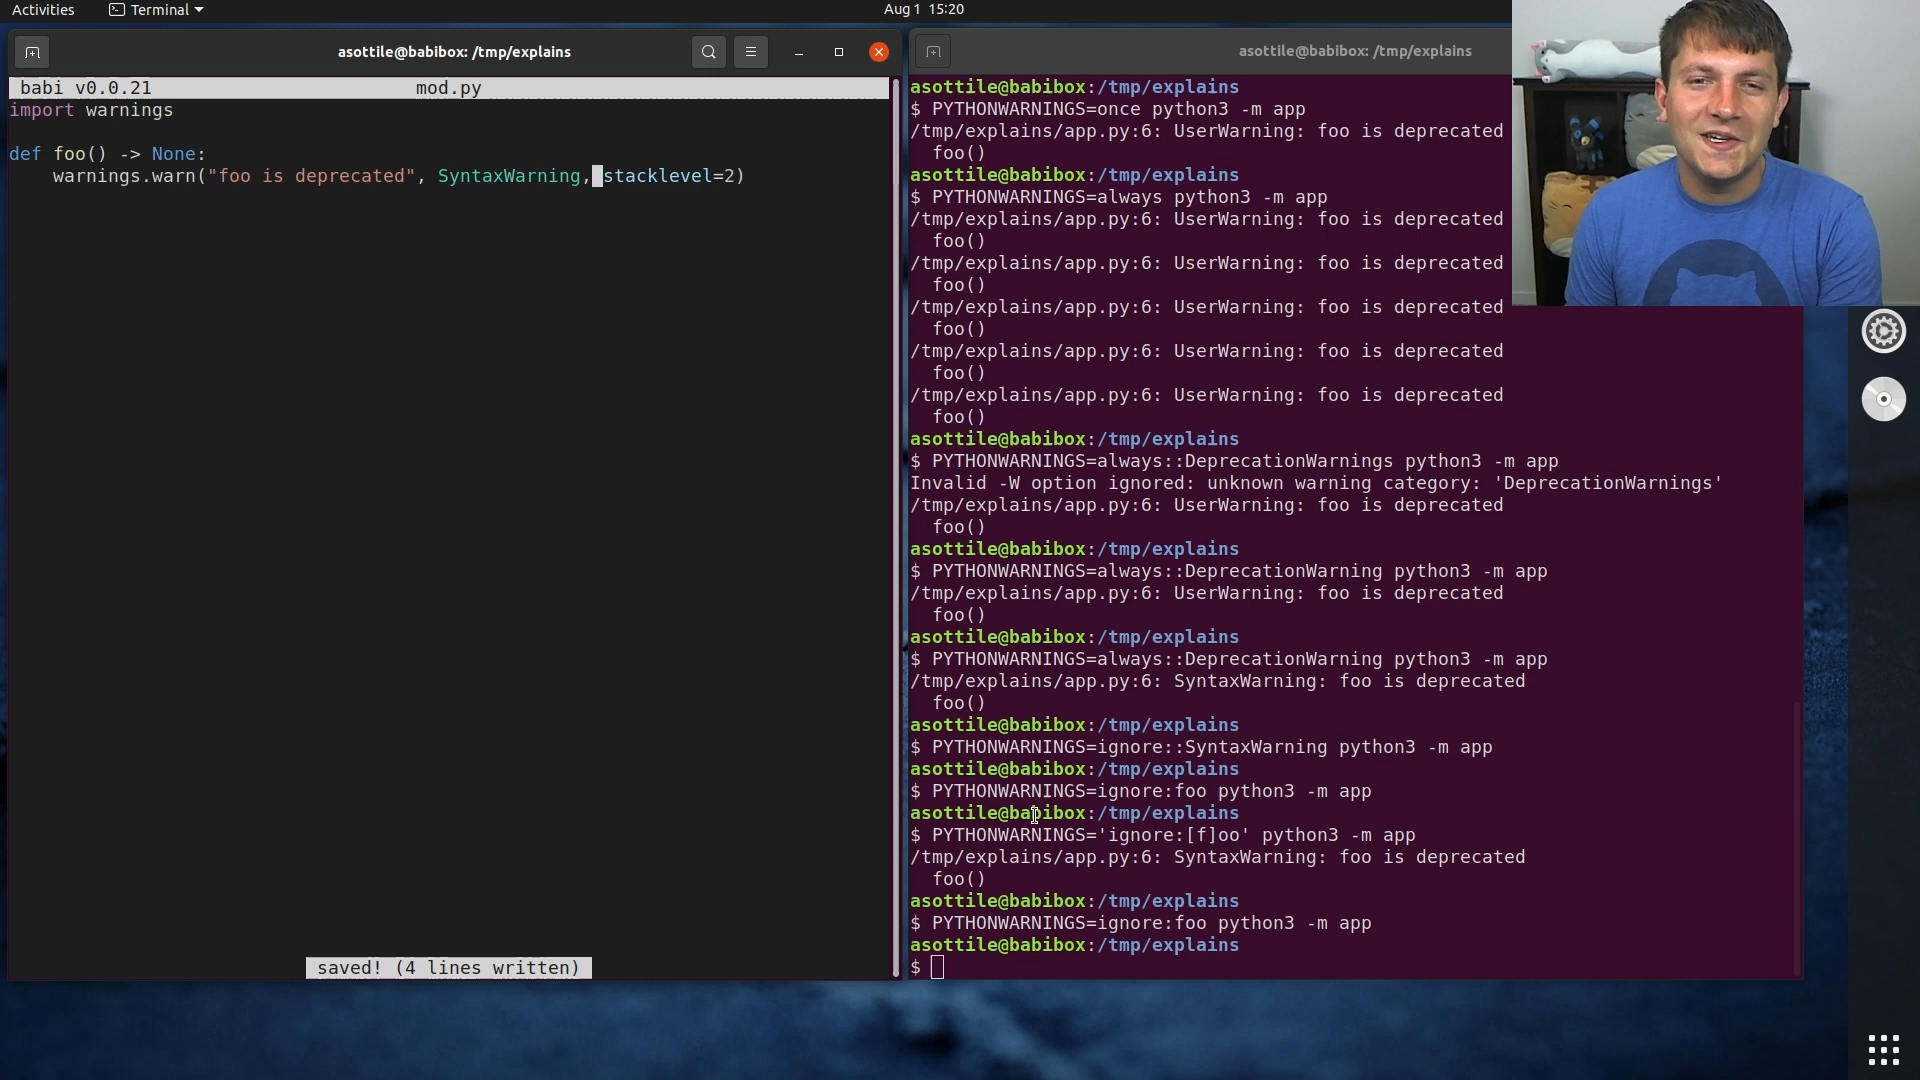 Activities
Terminal
Aug 1 15:20
asottile@babibox: /tmp/explains
babi v0.0.21 mod.py
import warnings
def foo() -> None:
warnings.warn("foo is deprecated", SyntaxWarning, stacklevel=2)
saved! (4 lines written)
asottile@babibox: /tmp/explains
asottile@babibox:/tmp/explains
$ PYTHONWARNINGS=once python3 -m app
/tmp/explains/app.py:6: UserWarning: foo is deprecated
foo()
asottile@babibox:/tmp/explains
$ PYTHONWARNINGS=always python3 -m app
/tmp/explains/app.py:6: UserWarning: foo is deprecated
foo()
/tmp/explains/app.py:6: UserWarning: foo is deprecated
foo()
/tmp/explains/app.py:6: UserWarning: foo is deprecated
foo()
/tmp/explains/app.py:6: UserWarning: foo is deprecated
foo()
/tmp/explains/app.py:6: UserWarning: foo is deprecated
foo()
asottile@babibox:/tmp/explains
$ PYTHONWARNINGS=always::DeprecationWarnings python3 -m app
Invalid -W option ignored: unknown warning category: 'DeprecationWarnings'
/tmp/explains/app.py:6: UserWarning: foo is deprecated
foo()
asottile@babibox:/tmp/explains
$ PYTHONWARNINGS=always::DeprecationWarning python3 -m app
/tmp/explains/app.py:6: UserWarning: foo is deprecated
foo()
asottile@babibox:/tmp/explains
$ PYTHONWARNINGS=always::DeprecationWarning python3 -m app
/tmp/explains/app.py:6: SyntaxWarning: foo is deprecated
foo()
asottile@babibox:/tmp/explains
$ PYTHONWARNINGS=ignore::SyntaxWarning python3 -m app
asottile@babibox:/tmp/explains
$ PYTHONWARNINGS=ignore:foo python3 -m app
asottile@babibox:/tmp/explains
$ PYTHONWARNINGS='ignore:[f]oo' python3 -m app
/tmp/explains/app.py:6: SyntaxWarning: foo is deprecated
foo()
asottile@babibox:/tmp/explains
$ PYTHONWARNINGS=ignore:foo python3 -m app
asottile@babibox:/tmp/explains
$